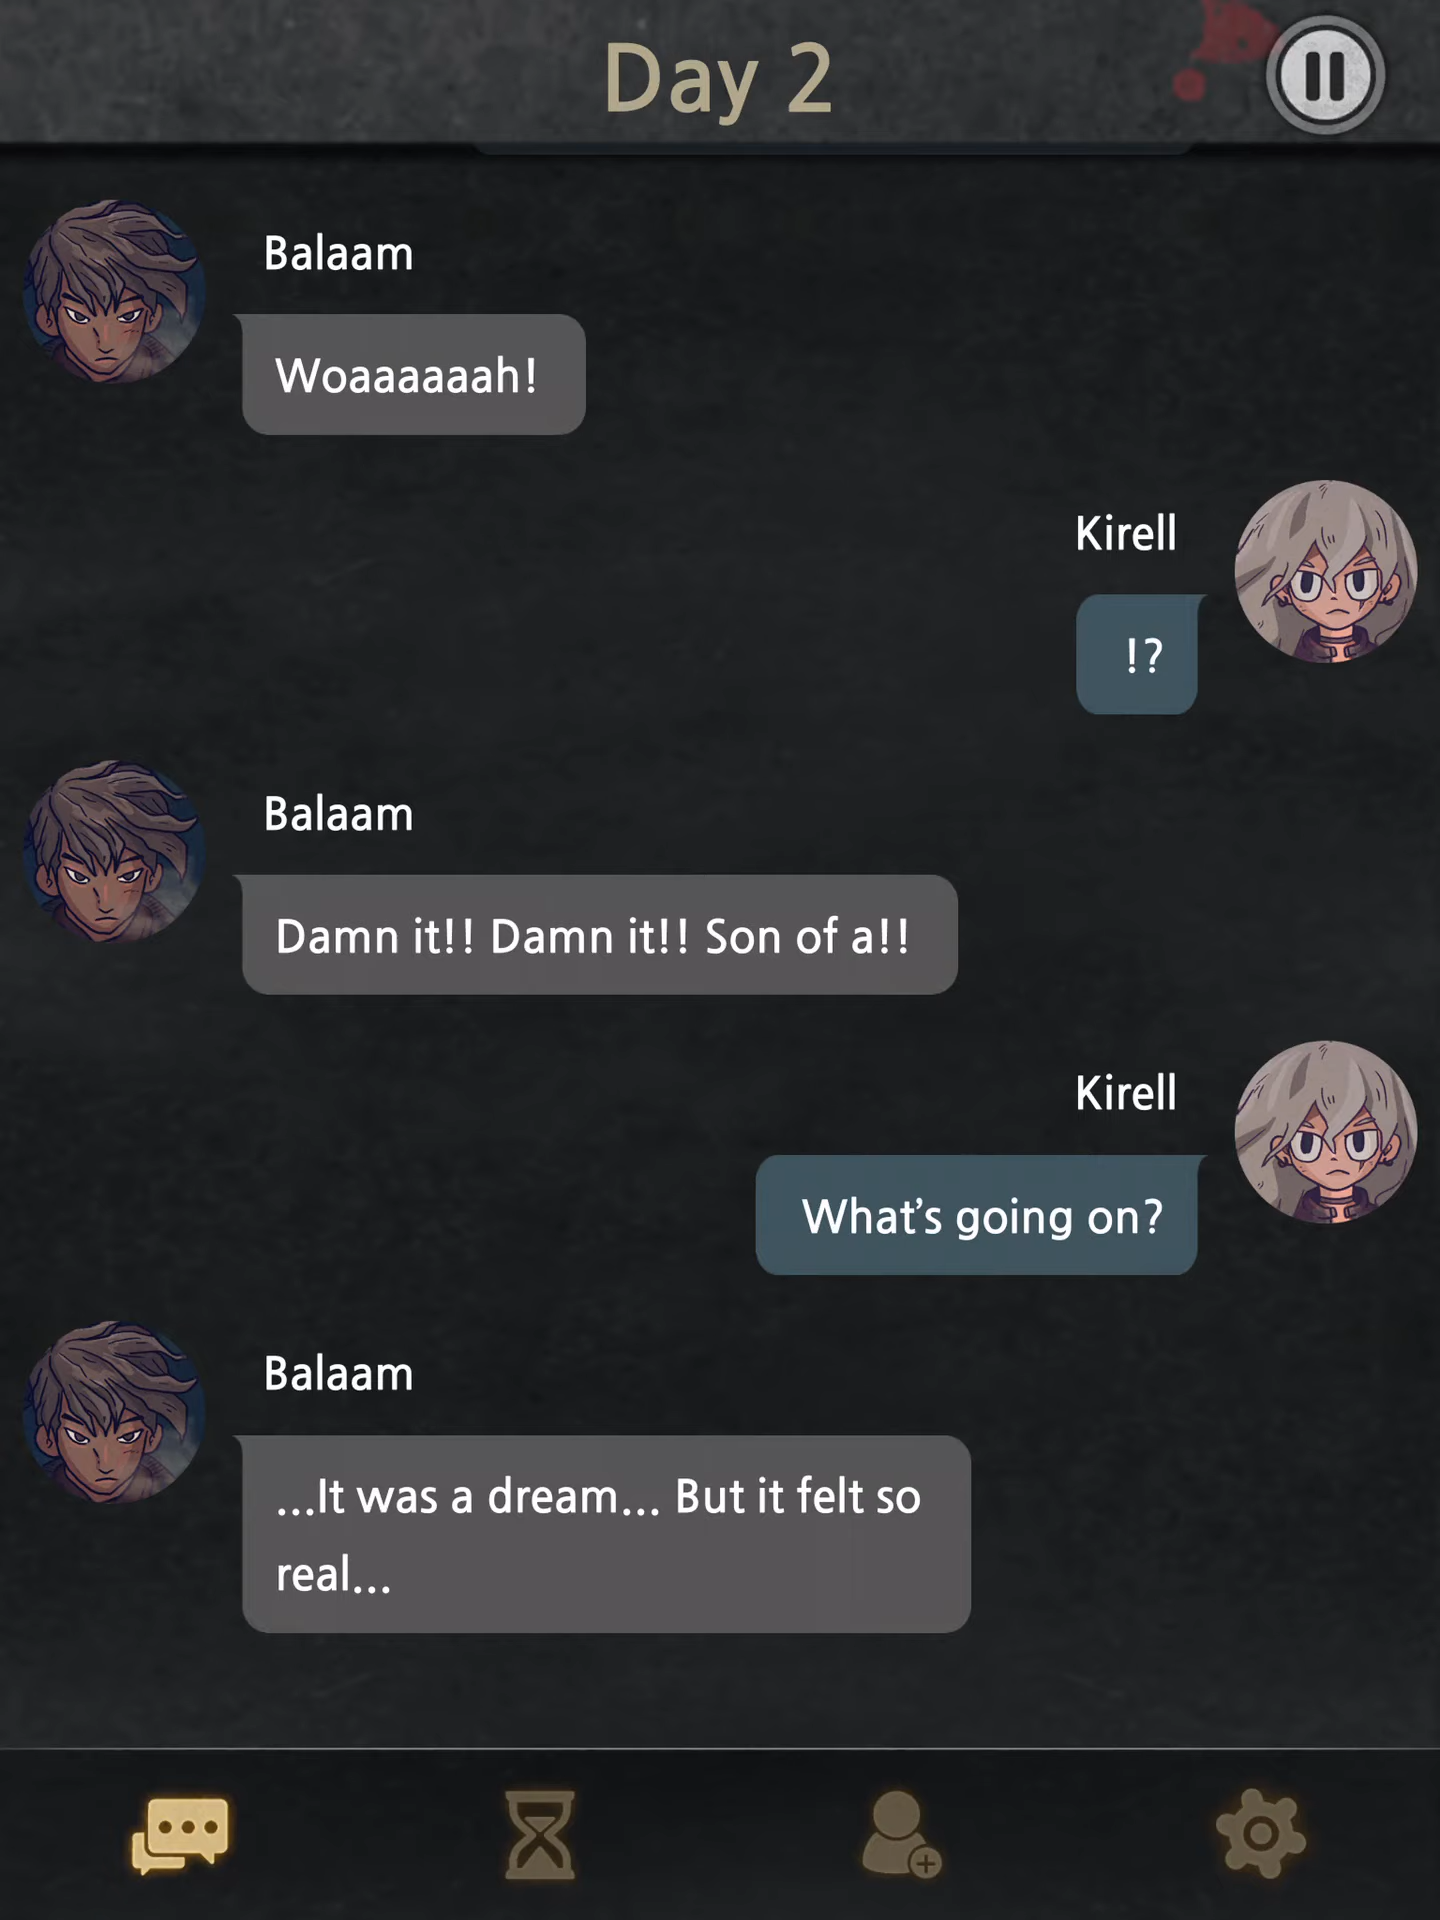 Day 2
Balaam
Woaaaaaah!
Kirell
!?
Balaam
Damn it!! Damn it!! Son of a!!
Kirell
What's going on?
Balaam
...It was a dream... But it felt so
real...